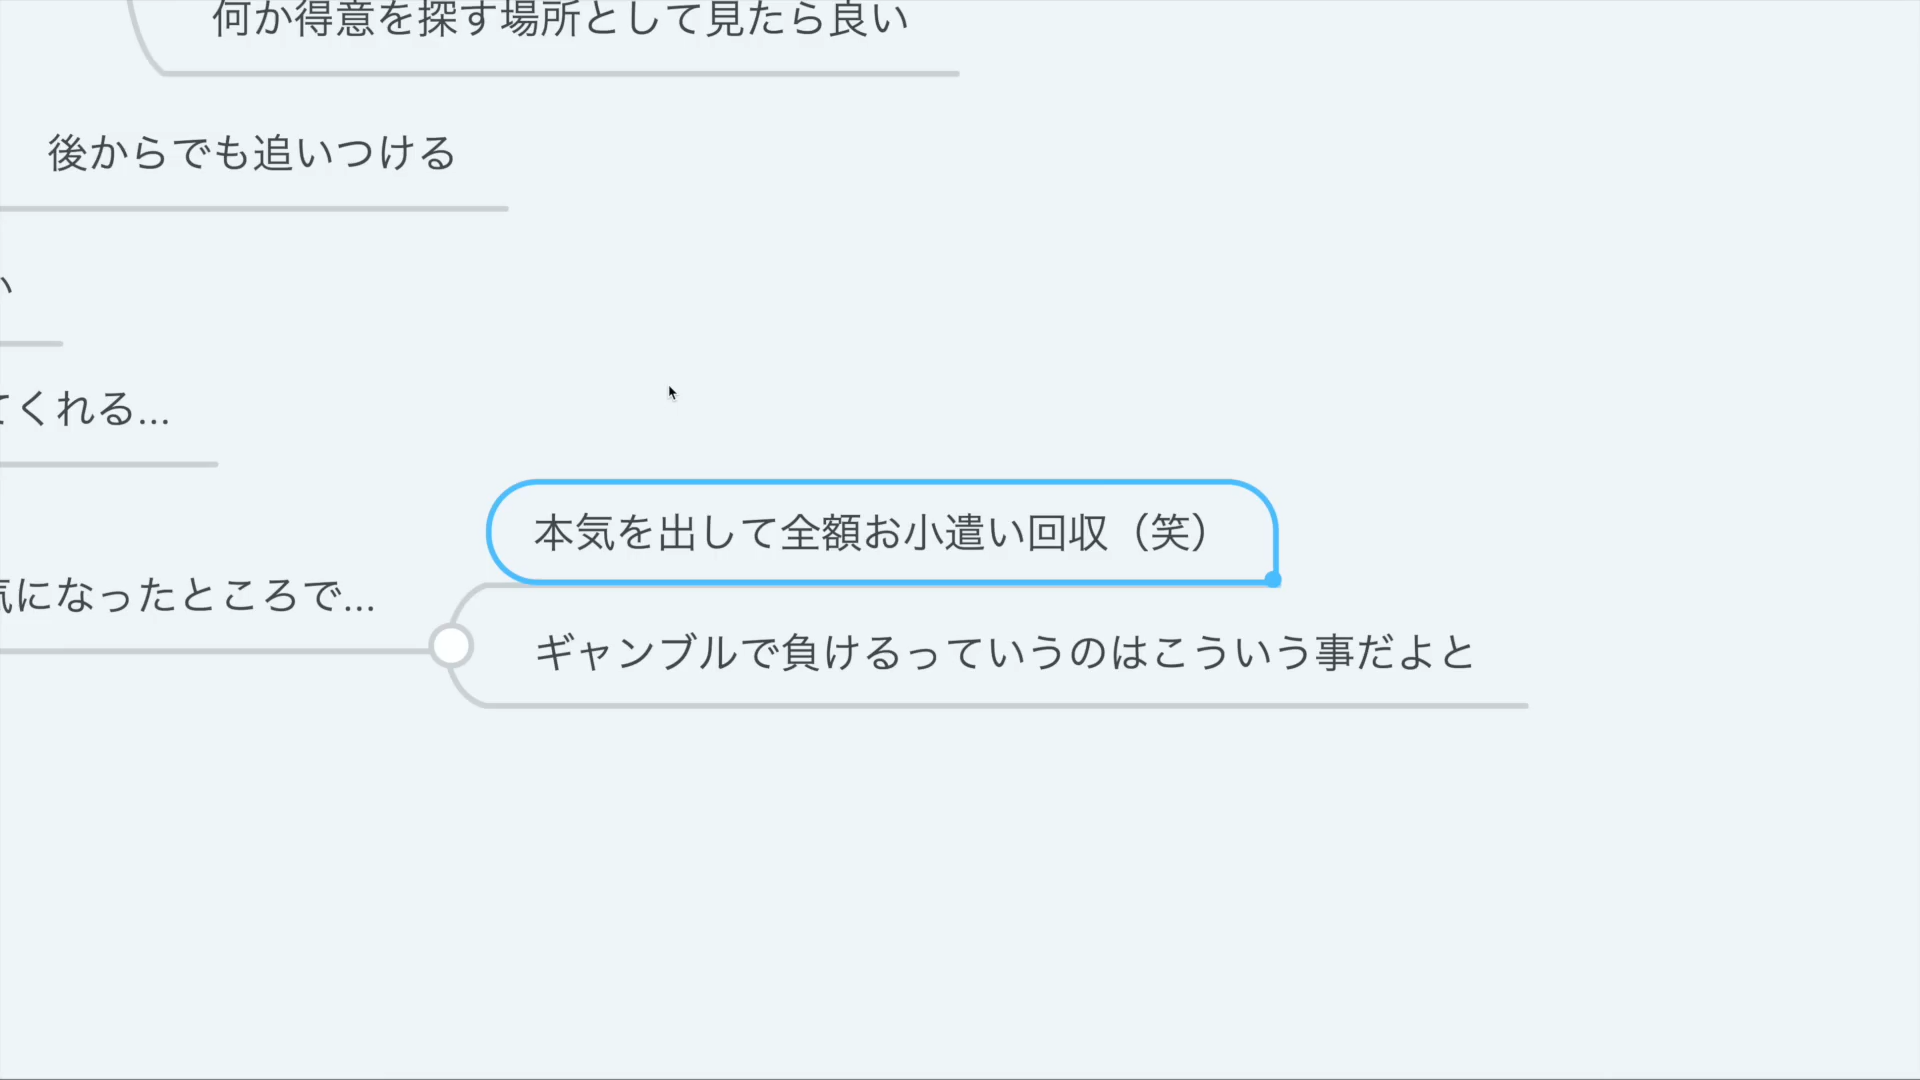 何か得意を探す場所として見たら良い
後からでも追いつける
い
てくれる...
本気を出して全額お小遣い回収（笑）
気になったところで...
ギャンブルで負けるっていうのはこういう事だよと